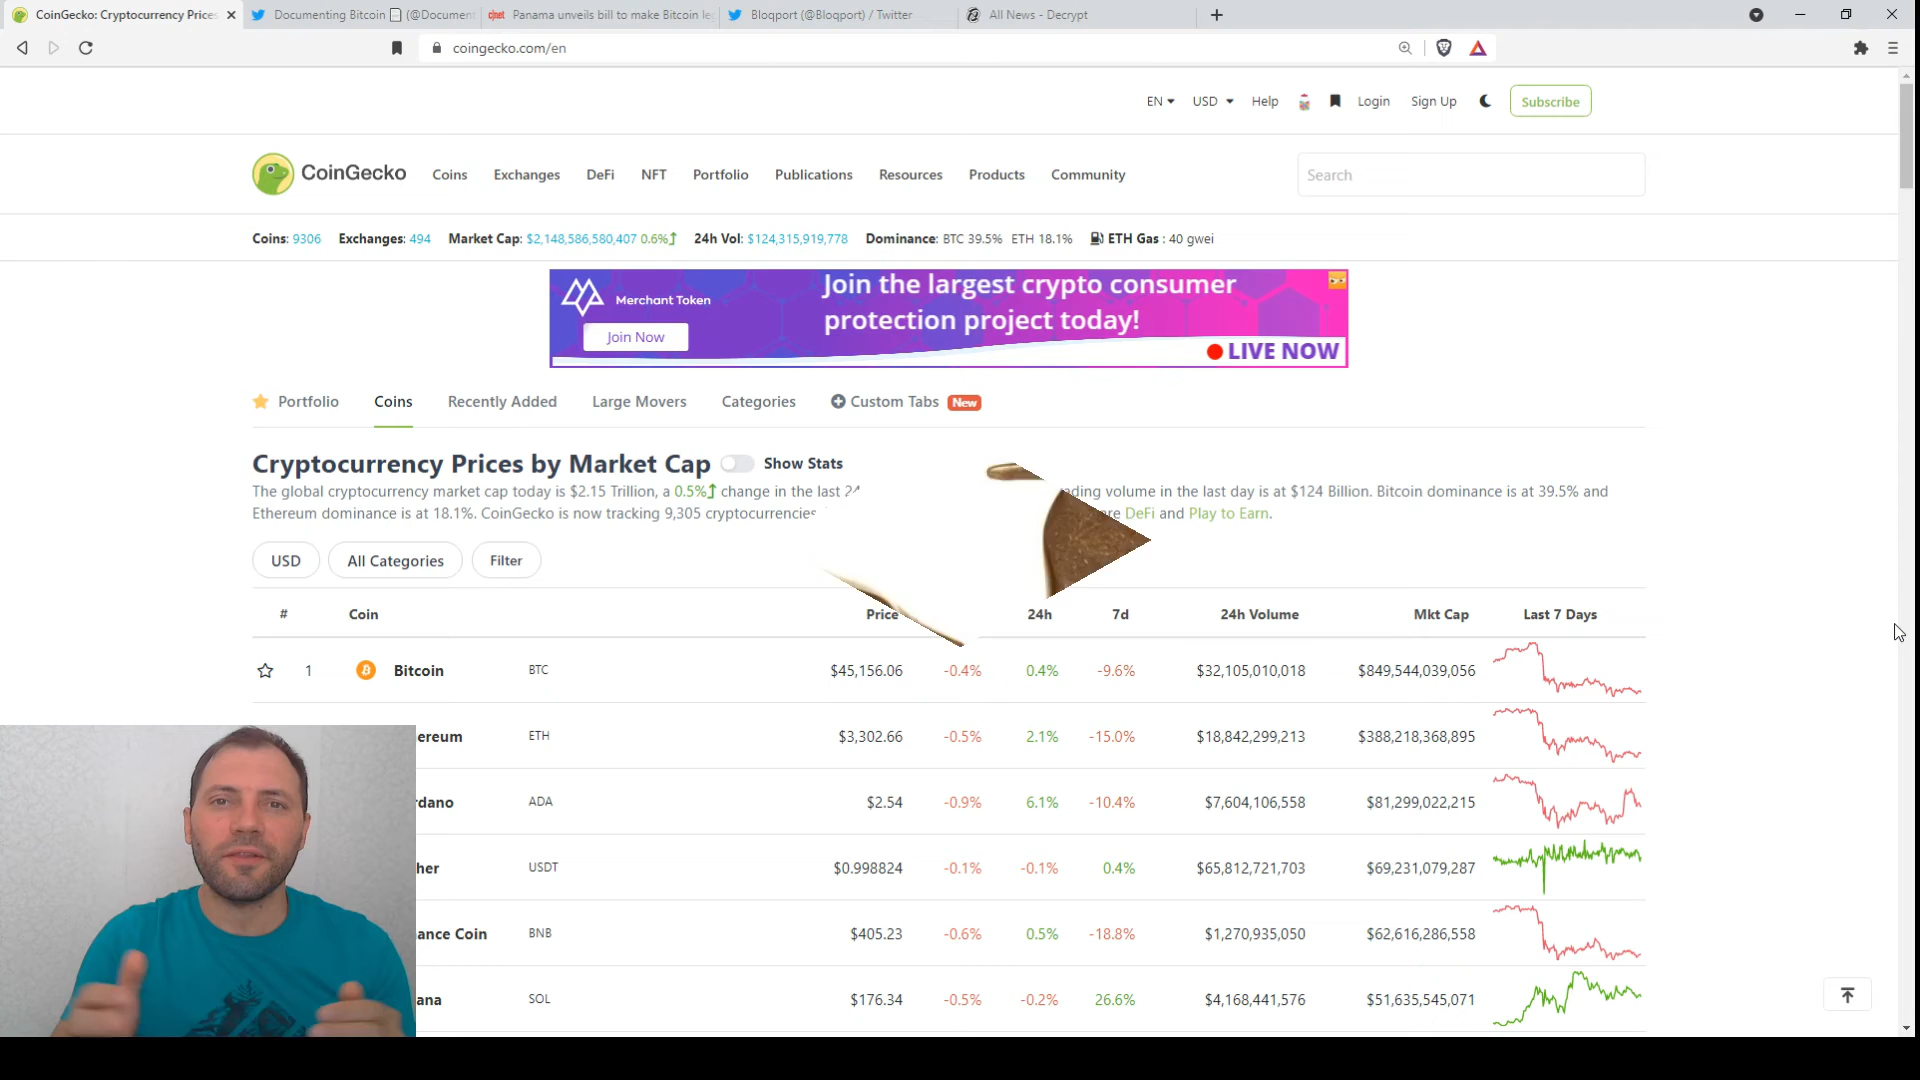 CoinGecko: Cryptocurrency Prices
Documenting Bitcoin (@Documen
c|net Panama unveils bill to make Bitcoin le
Bloqport (@Bloqport) / Twitter
All News - Decrypt
coingecko.com/en
EN USD Help Login Sign Up Subscribe
CoinGecko Coins Exchanges DeFi NFT Portfolio Publications Resources Products Community Search
Coins: 9306 Exchanges: 494 Market Cap: $2,148,586,580,407 0.6% 24h Vol: $124,315,919,778 Dominance: BTC 39.5% ETH 18.1% ETH Gas : 40 gwei
Merchant Token
Join Now
Join the largest crypto consumer
protection project today!
LIVE NOW
Portfolio Coins Recently Added Large Movers Categories Custom Tabs New
Cryptocurrency Prices by Market Cap Show Stats
The global cryptocurrency market cap today is $2.15 Trillion, a 0.5% change in the last 24 ading volume in the last day is at $124 Billion. Bitcoin dominance is at 39.5% and
Ethereum dominance is at 18.1%. CoinGecko is now tracking 9,305 cryptocurrencies are DeFi and Play to Earn.
USD All Categories Filter
# Coin Price 24h 7d 24h Volume Mkt Cap Last 7 Days
1 Bitcoin BTC $45,156.06 -0.4% 0.4% -9.6% $32,105,010,018 $849,544,039,056
ereum ETH $3,302.66 -0.5% 2.1% -15.0% $18,842,299,213 $388,218,368,895
rdano ADA $2.54 -0.9% 6.1% -10.4% $7,604,106,558 $81,299,022,215
her USDT $0.998824 -0.1% -0.1% 0.4% $65,812,721,703 $69,231,079,287
ance Coin BNB $405.23 -0.6% 0.5% -18.8% $1,270,935,050 $62,616,286,558
ana SOL $176.34 -0.5% -0.2% 26.6% $4,168,441,576 $51,635,545,071